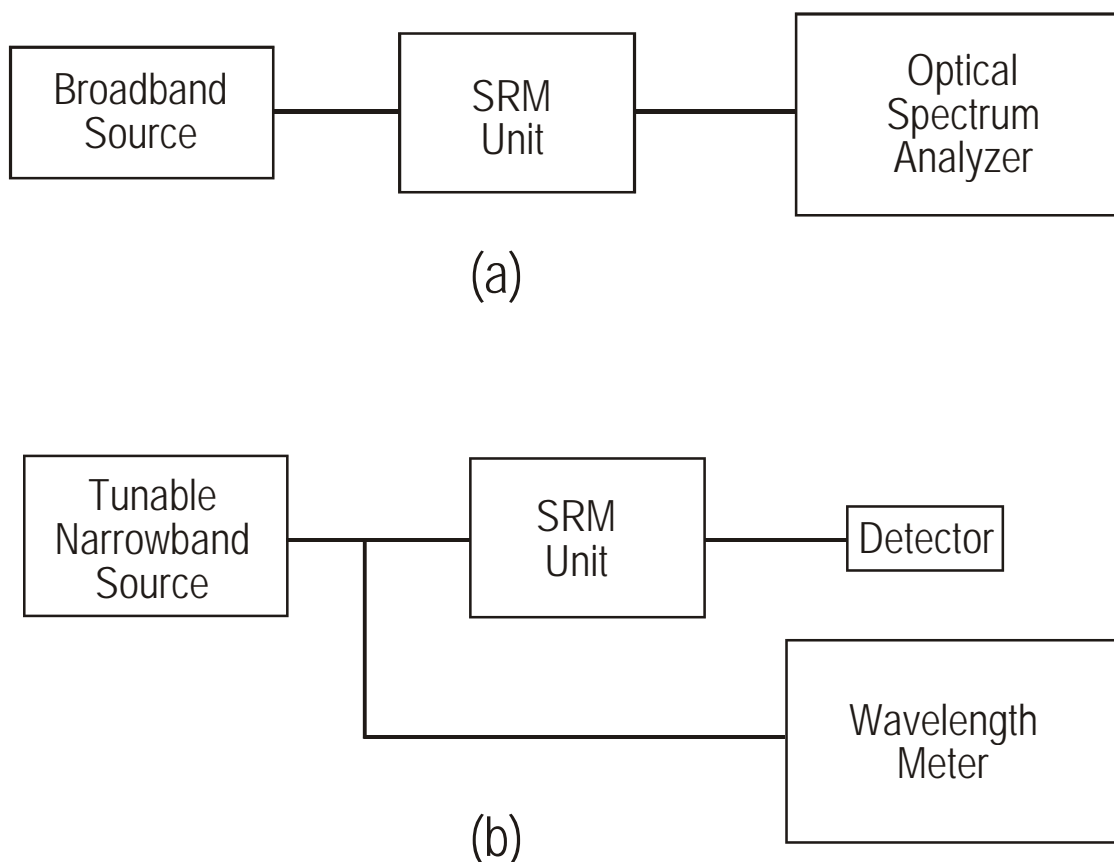 Broadband
Source
SRM
Unit
Optical
Spectrum
Analyzer
(a)
Tunable
Narrowband
Source
SRM
Unit
Detector
Wavelength
Meter
(b)